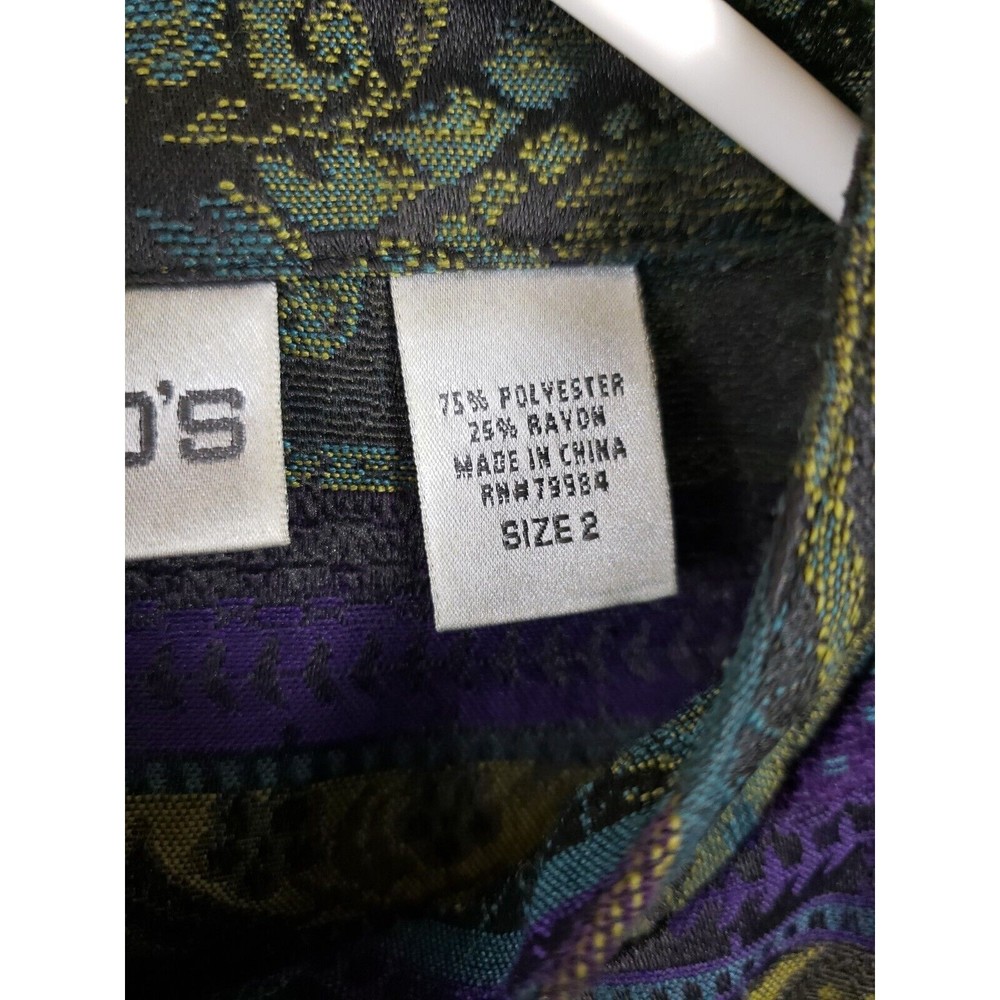 O'S
75% POLYESTER
25% RAYON
MADE IN CHINA
RN#79984
SIZE 2